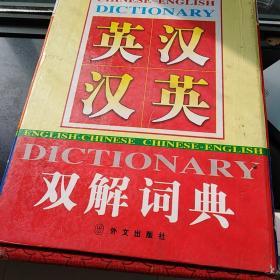 CHINESE-ENGLISH
DICTIONARY
英汉
汉英
ENGLISH-CHINESE CHINESE-ENGLISH
DICTIONARY
双解词典
外文出版社